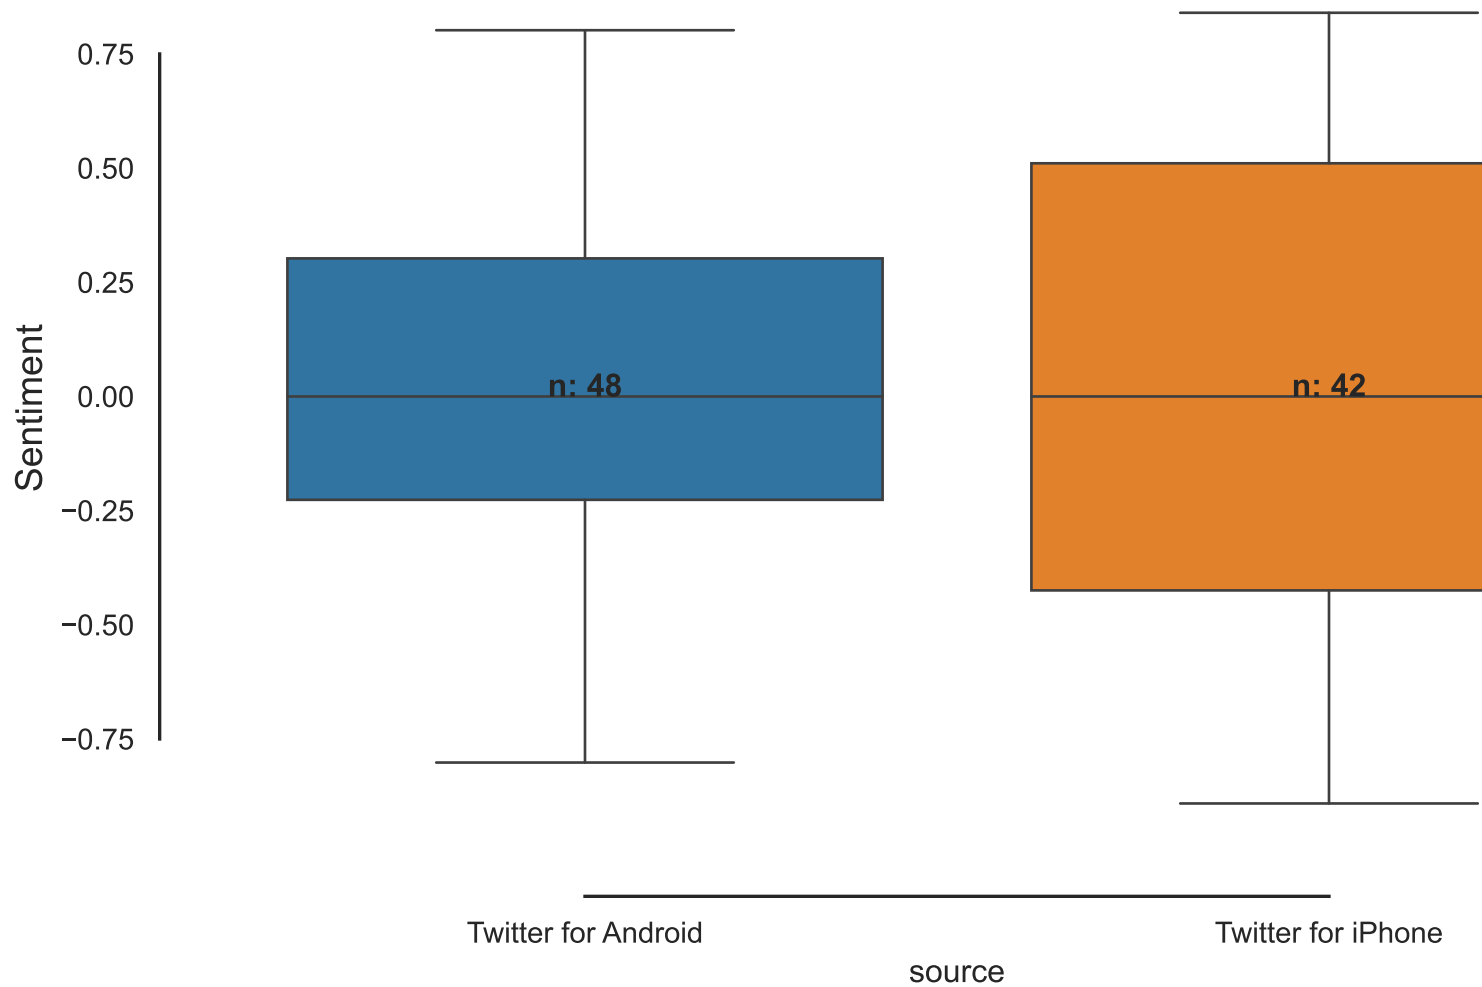 0.75
0.50
0.25
0.00
−0.25
−0.50
−0.75
Sentiment
n: 48
n: 42
Twitter for Android
Twitter for iPhone
source